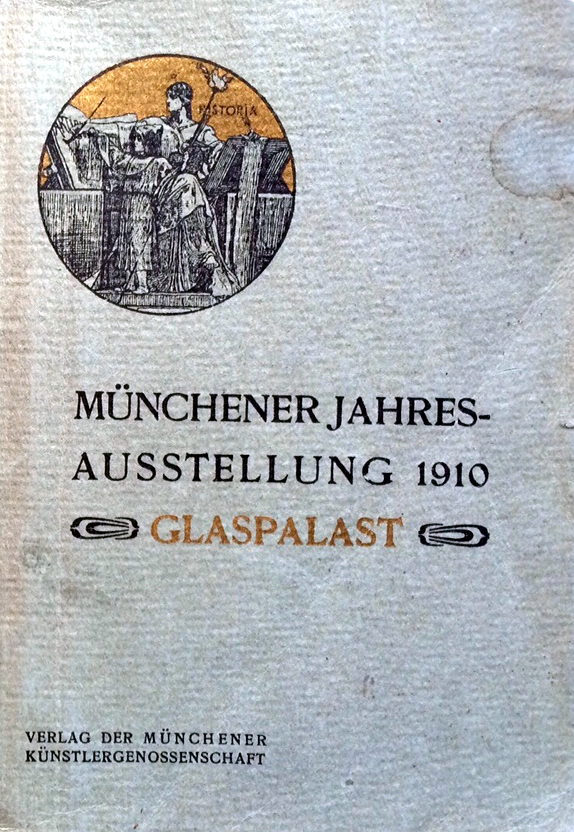 HISTORIA
MÜNCHENER JAHRES-
AUSSTELLUNG 1910
GLASPALAST
VERLAG DER MÜNCHENER
KÜNSTLERGENOSSENSCHAFT